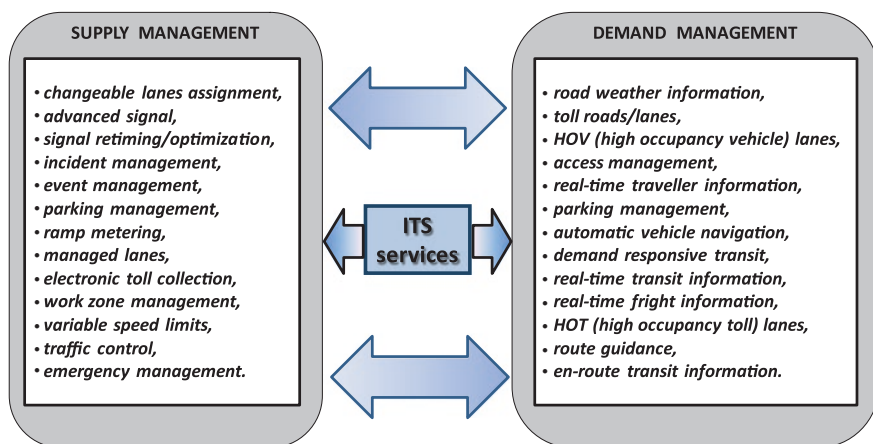 SUPPLY MANAGEMENT
• changeable lanes assignment,
• advanced signal,
• signal retiming/optimization,
• incident management,
• event management,
• parking management,
• ramp metering,
• managed lanes,
• electronic toll collection,
• work zone management,
• variable speed limits,
• traffic control,
• emergency management.
ITS
services
DEMAND MANAGEMENT
• road weather information,
• toll roads/lanes,
• HOV (high occupancy vehicle) lanes,
• access management,
• real-time traveller information,
• parking management,
• automatic vehicle navigation,
• demand responsive transit,
• real-time transit information,
• real-time fright information,
• HOT (high occupancy toll) lanes,
• route guidance,
• en-route transit information.